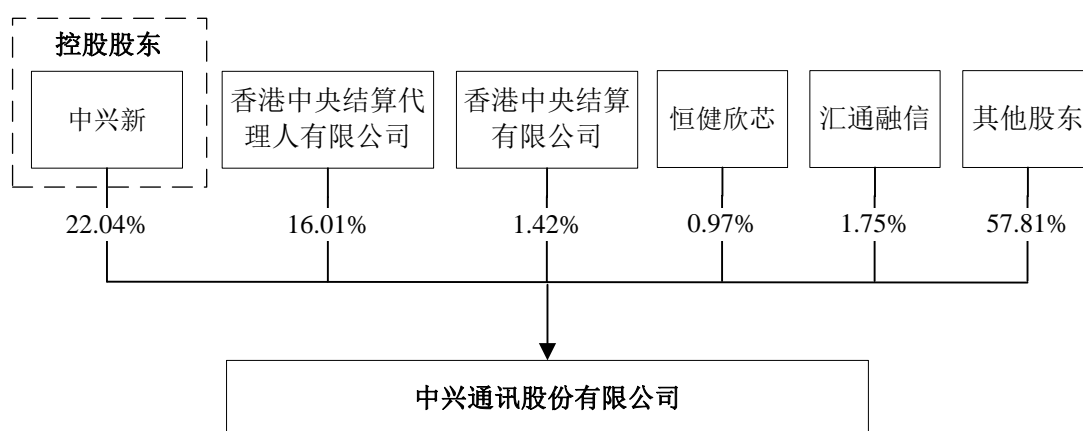 控股股东
中兴新
香港中央结算代
理人有限公司
香港中央结算
有限公司
恒健欣芯
汇通融信
其他股东
22.04%
16.01%
1.42%
0.97%
1.75%
57.81%
中兴通讯股份有限公司